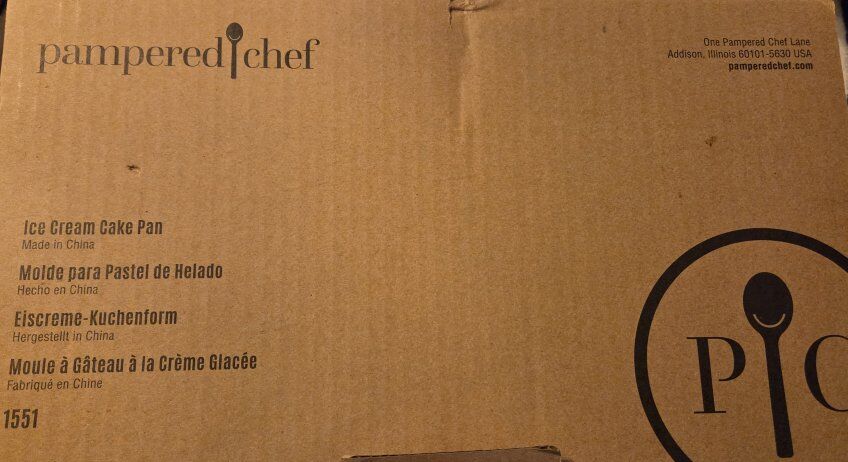 pampered chef
One Pampered Chef Lane
Addison, Illinois 60101-5630 USA
pamperedchef.com
Ice Cream Cake Pan
Made in China
Molde para Pastel de Helado
Hecho en China
Eiscreme-Kuchenform
Hergestellt in China
Moule à Gâteau à la Crème Glacée
Fabriqué en Chine
1551
P C